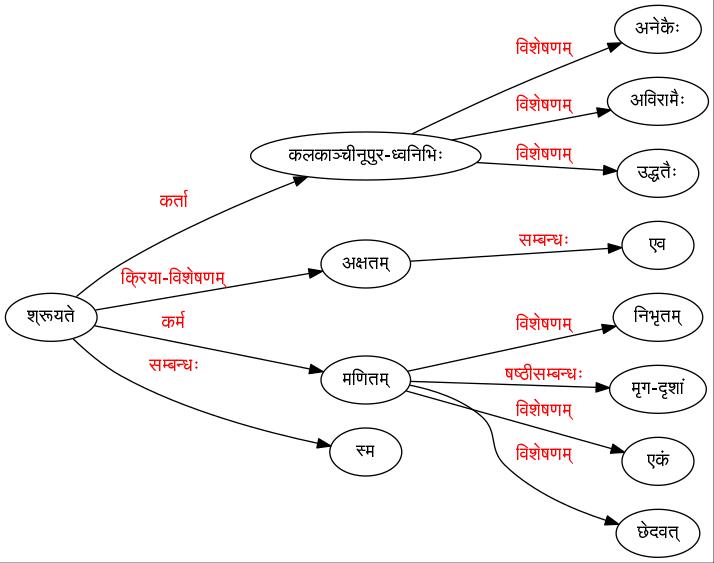 अनेकैः
विशेषणम्
अविरामैः
विशेषणम्
कलकाञ्चीनूपुर-ध्वनिभिः
विशेषणम्
उद्धतैः
कर्ता
सम्बन्धः
एव
अक्षतम्
क्रिया-विशेषणम्
श्रूयते
कर्म
विशेषणम्
निभृतम्
सम्बन्धः
मणितम्
षष्ठीसम्बन्धः
मृग-दृशां
विशेषणम्
स्म
विशेषणम्
एकं
छेदवत्